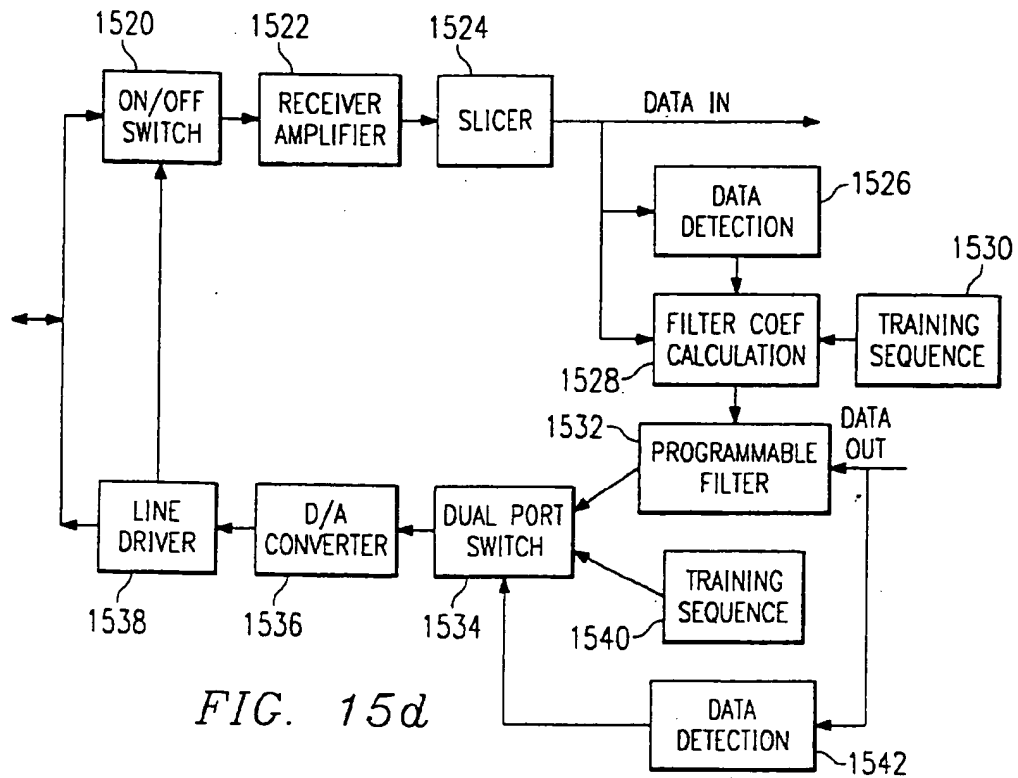 1520
1522
1524
ON/OFF
SWITCH
RECEIVER
AMPLIFIER
SLICER
DATA IN
DATA
DETECTION
1526
1530
FILTER COEF
CALCULATION
1528
TRAINING
SEQUENCE
1532
PROGRAMMABLE
FILTER
DATA
OUT
LINE
DRIVER
1538
D/A
CONVERTER
1536
DUAL PORT
SWITCH
1534
TRAINING
SEQUENCE
1540
DATA
DETECTION
1542
FIG. 15d